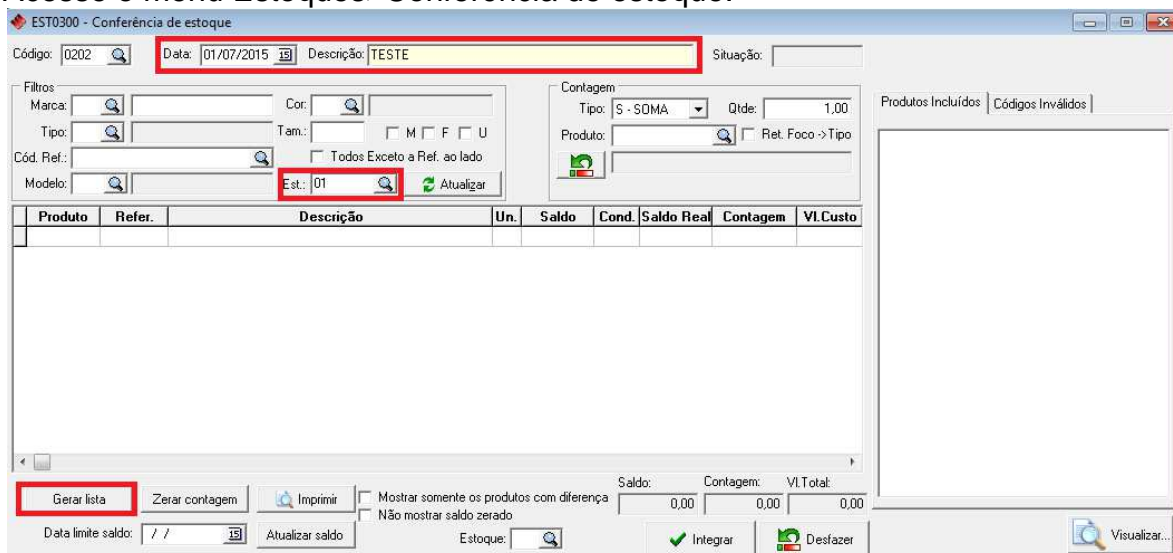 Acesse o menu Estoques> Conferência de estoque.
EST0300 - Conferência de estoque
Código: 0202 Data: 01/07/2015 15 Descrição: TESTE Situação:
Filtros Contagem
Marca: Cor: Tipo: S - SOMA Qtde: 1,00 Produtos Incluídos Códigos Inválidos
Tipo: Tam.: M F U Produto: Ret. Foco ->Tipo
Cód. Ref.: Todos Exceto a Ref. ao lado
Modelo: Est.: 01 Atualizar
Produto Refer. Descrição Un. Saldo Cond. Saldo Real Contagem Vl.Custo
Saldo: Contagem: Vl.Total:
Gerar lista Zerar contagem Imprimir Mostrar somente os produtos com diferença 0,00 0,00 0,00
Não mostrar saldo zerado
Data limite saldo: / / 15 Atualizar saldo Estoque: Integrar Desfazer Visualizar...